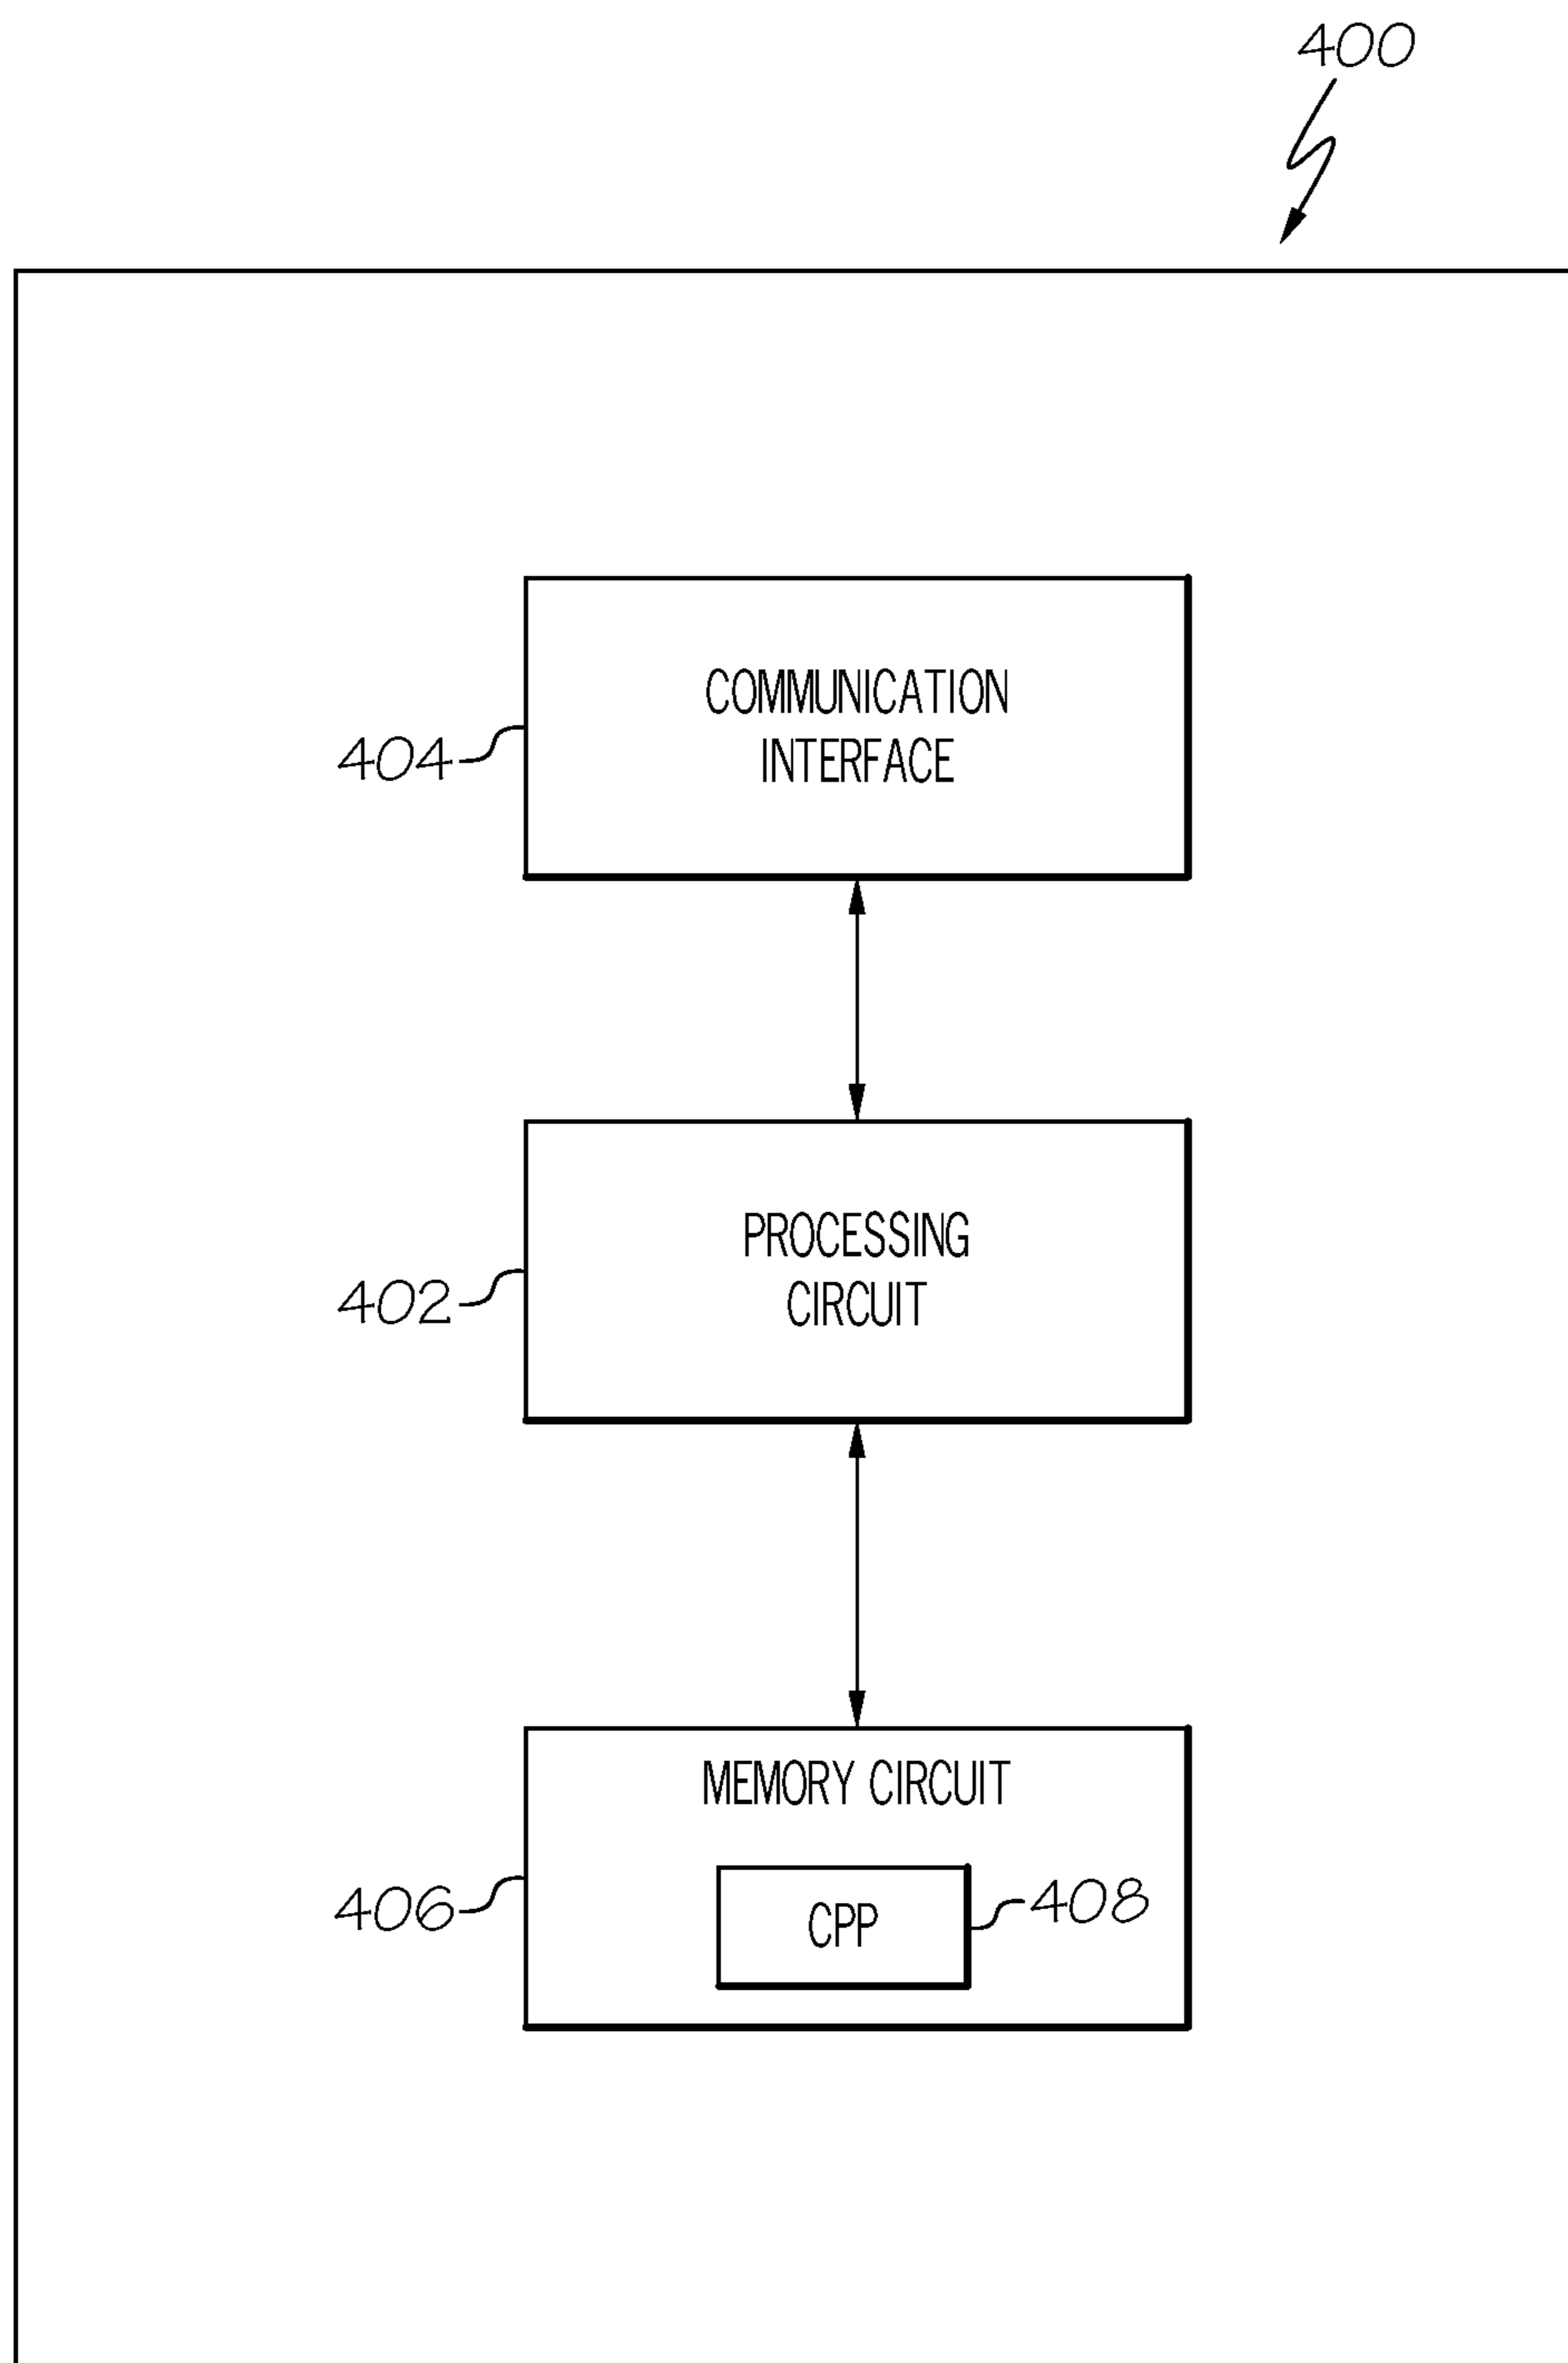 400
COMMUNICATION
INTERFACE
404
PROCESSING
CIRCUIT
402
MEMORY CIRCUIT
406
CPP
408